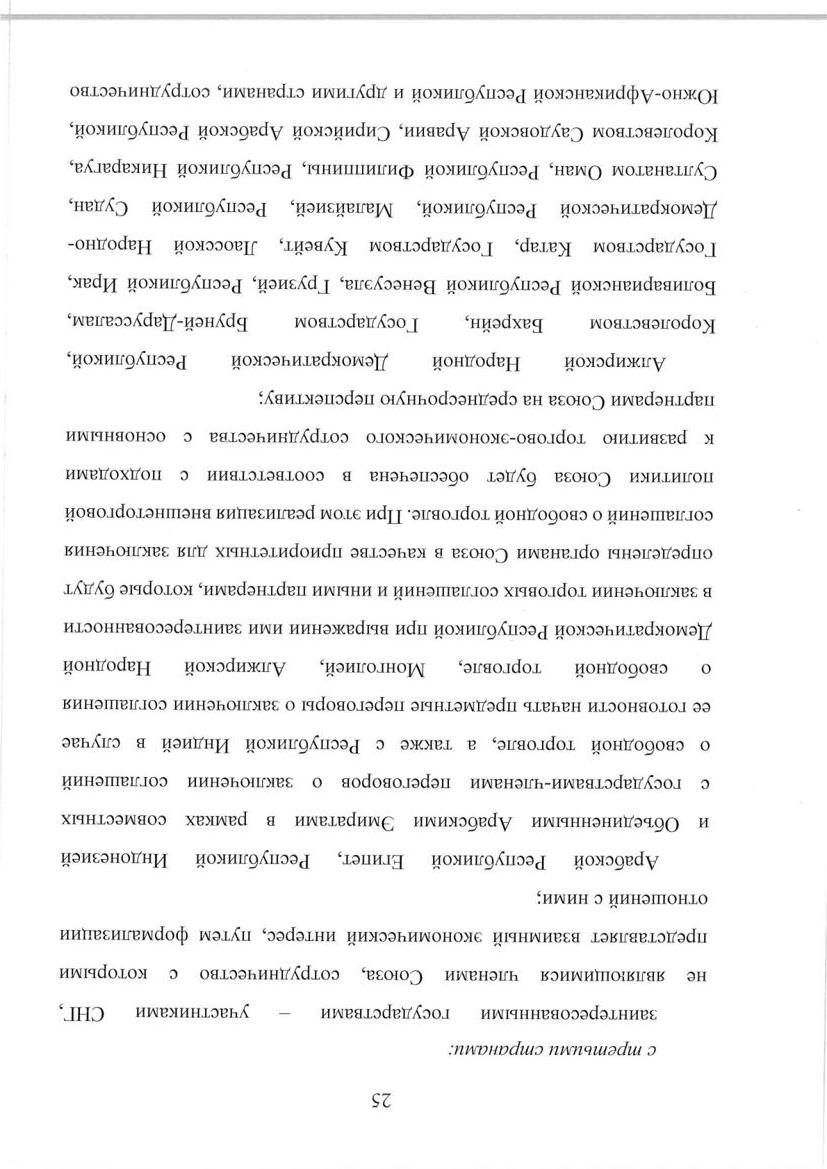 25
с третьими странами:
заинтересованными государствами – участниками СНГ,
не являющимися членами Союза, сотрудничество с которыми
представляет взаимный экономический интерес, путем формализации
отношений с ними;
Арабской Республикой Египет, Республикой Индонезией
и Объединенными Арабскими Эмиратами в рамках совместных
с государствами-членами переговоров о заключении соглашений
о свободной торговле, а также с Республикой Индией в случае
ее готовности начать предметные переговоры о заключении соглашения
о свободной торговле, Монголией, Алжирской Народной
Демократической Республикой при выражении ими заинтересованности
в заключении торговых соглашений и иными партнерами, которые будут
определены органами Союза в качестве приоритетных для заключения
соглашений о свободной торговле. При этом реализация внешнеторговой
политики Союза будет обеспечена в соответствии с подходами
к развитию торгово-экономического сотрудничества с основными
партнерами Союза на среднесрочную перспективу;
Алжирской Народной Демократической Республикой,
Королевством Бахрейн, Государством Бруней-Даруссалам,
Боливарианской Республикой Венесуэла, Грузией, Республикой Ирак,
Государством Катар, Государством Кувейт, Лаосской Народно-
Демократической Республикой, Малайзией, Республикой Судан,
Султанатом Оман, Республикой Филиппины, Республикой Никарагуа,
Королевством Саудовской Аравии, Сирийской Арабской Республикой,
Южно-Африканской Республикой и другими странами, сотрудничество